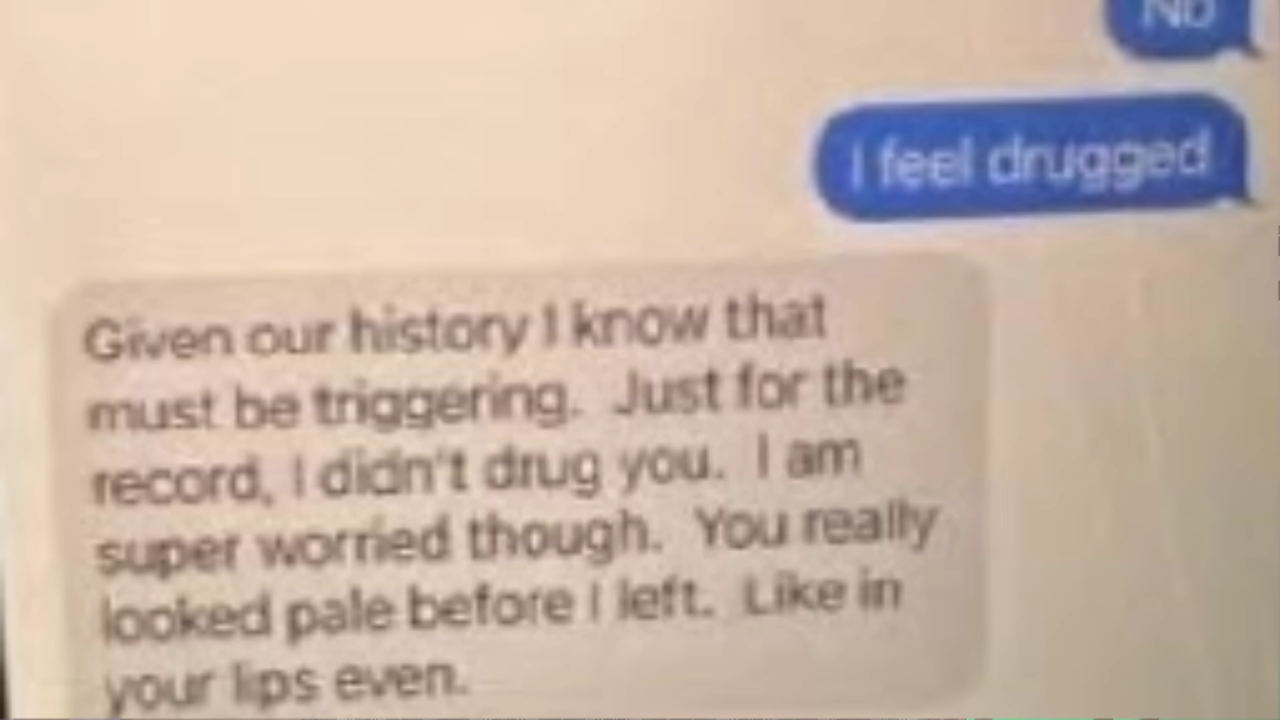 No
I feel drugged
Given our history I know that
must be triggering.  Just for the
record, I didn't drug you.  I am
super worried though.  You really
looked pale before I left.  Like in
your lips even.